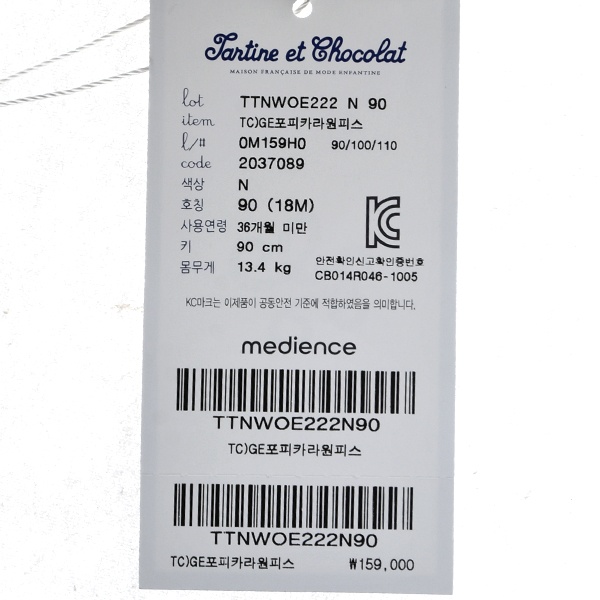 Tartine et Chocolat
MAISON FRANÇAISE DE MODE ENFANTINE
lot TTNWOE222 N 90
item TC)GE포피카라원피스
l/# 0M159H0 90/100/110
code 2037089
색상 N
호칭 90 (18M)
사용연령 36개월 미만
키 90 cm
몸무게 13.4 kg
KC
안전확인신고확인증번호
CB014R046-1005
KC마크는 이제품이 공동안전 기준에 적합하였음을 의미합니다.
medience
TTNWOE222N90
TC)GE포피카라원피스
TTNWOE222N90
TC)GE포피카라원피스 ₩159,000